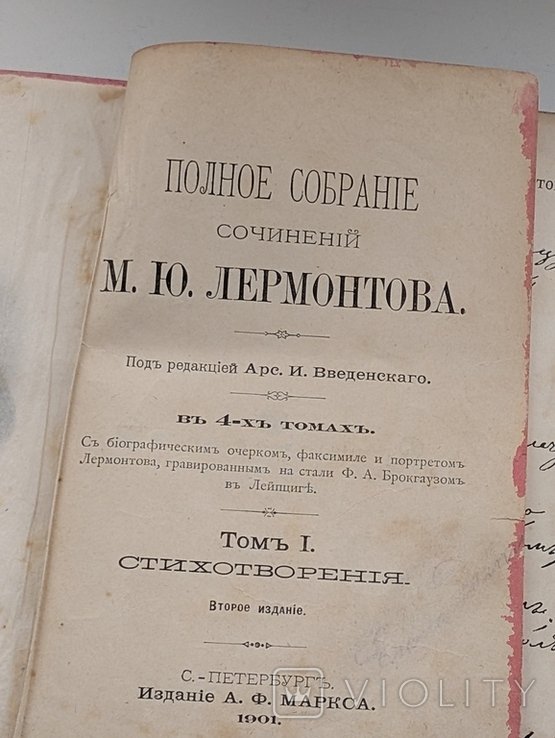 ПОЛНОЕ СОБРАНІЕ
СОЧИНЕНІЙ
М. Ю. ЛЕРМОНТОВА.
Подъ редакціей Арс. И. Введенскаго.
ВЪ 4-ХЪ ТОМАХЪ.
Съ біографическимъ очеркомъ, факсимиле и портретомъ
Лермонтова, гравированнымъ на стали Ф. А. Брокгаузомъ
въ Лейпцигѣ.
Томъ I.
СТИХОТВОРЕНІЯ.
Второе изданіе.
С.-ПЕТЕРБУРГЪ.
Изданіе А. Ф. МАРКСА.
1901.
VIOLITY